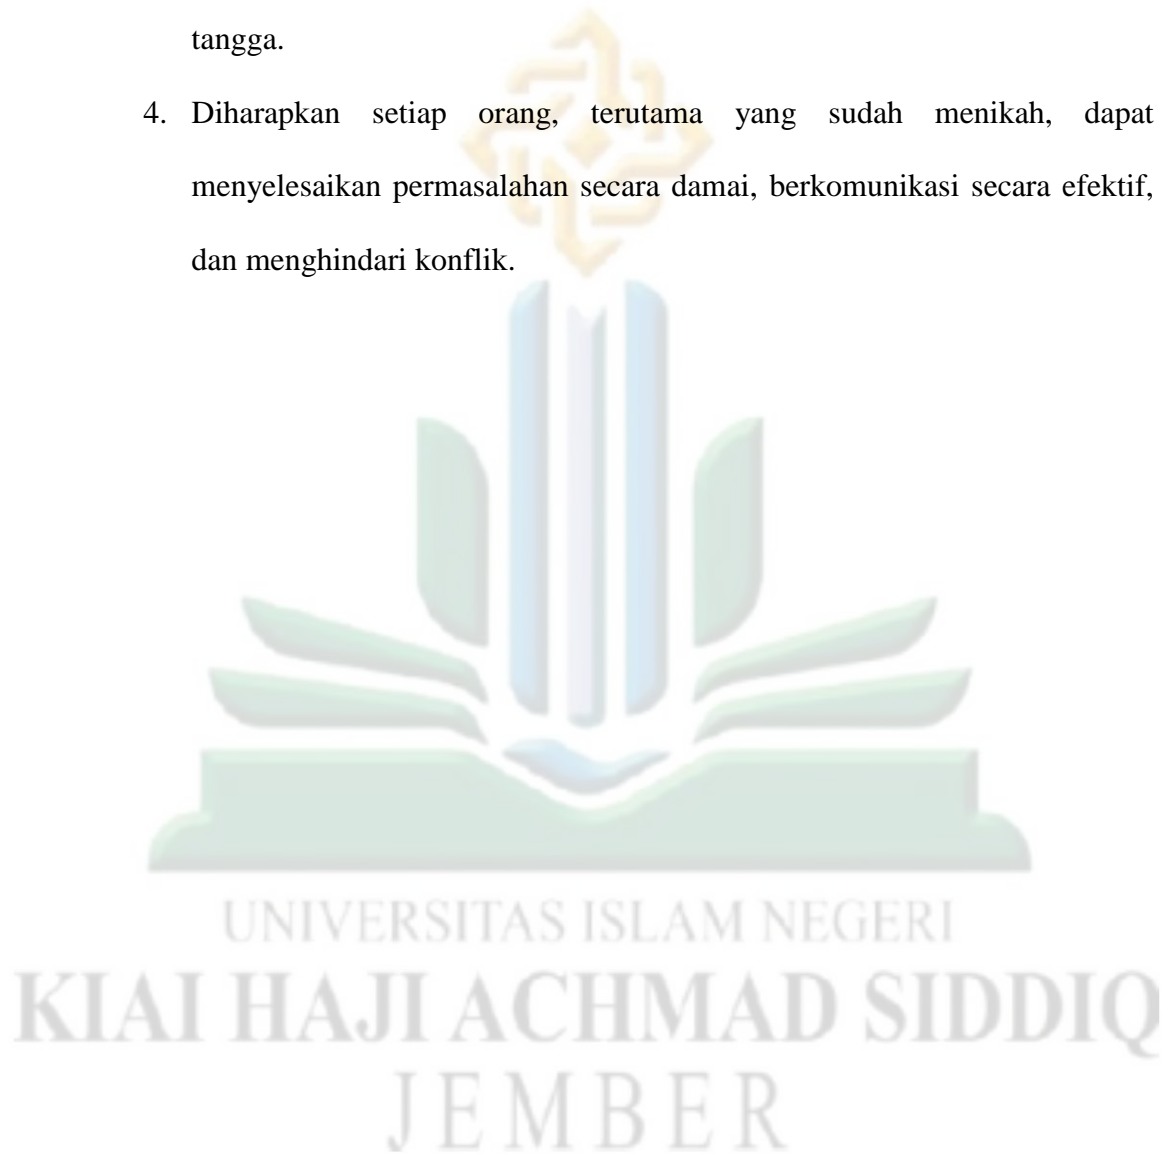 tangga.
4. Diharapkan setiap orang, terutama yang sudah menikah, dapat
menyelesaikan permasalahan secara damai, berkomunikasi secara efektif,
dan menghindari konflik.
UNIVERSITAS ISLAM NEGERI
KIAI HAJI ACHMAD SIDDIQ
JEMBER